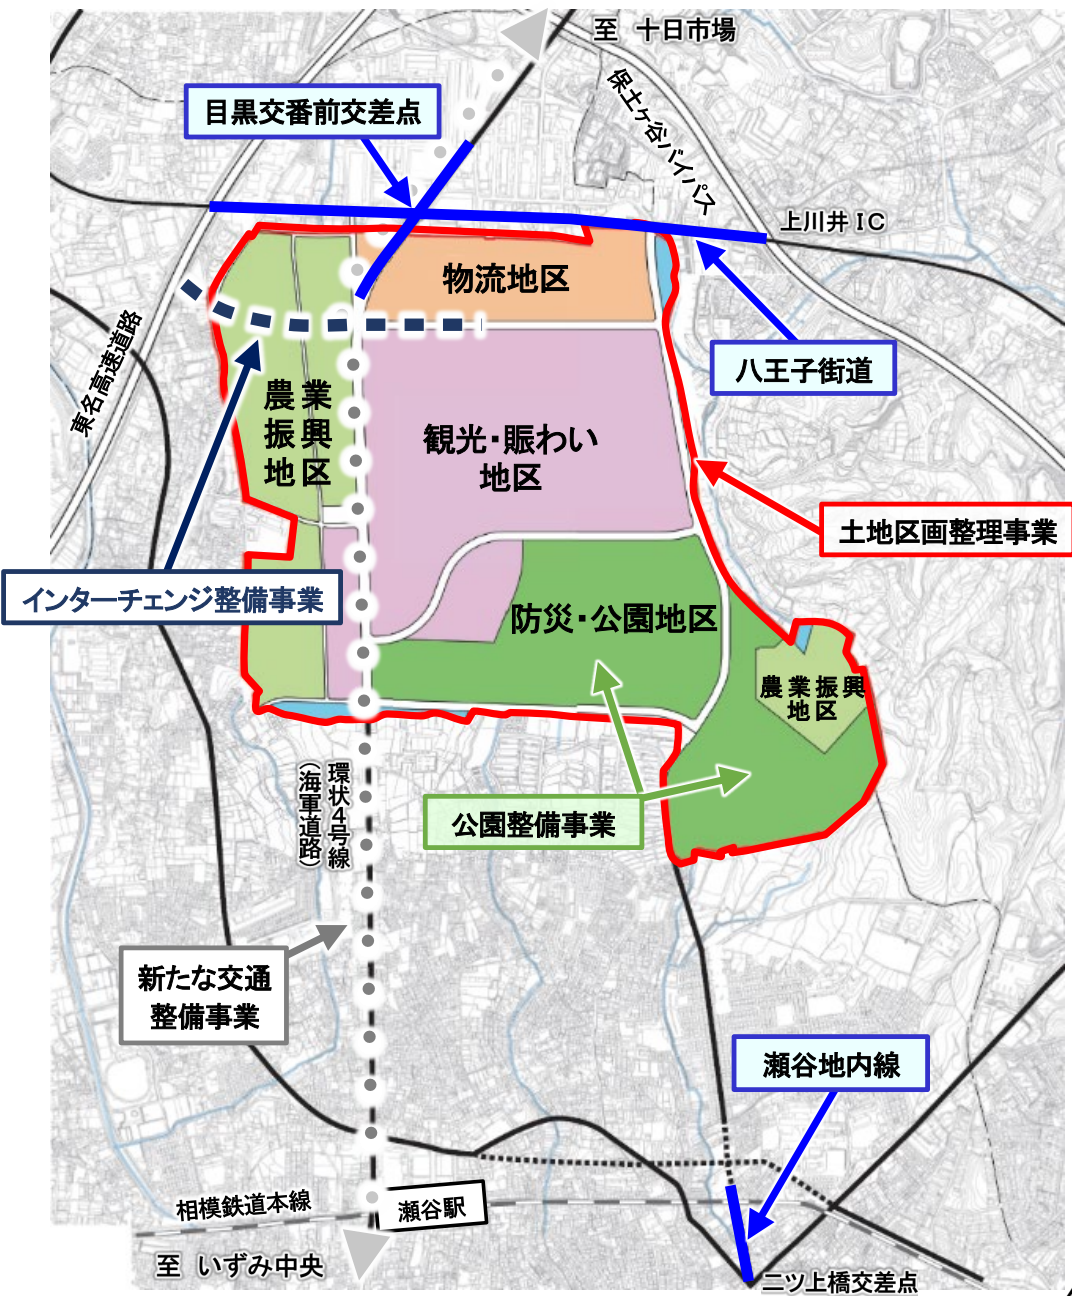 至 十日市場
保土ヶ谷バイパス
目黒交番前交差点
上川井IC
物流地区
八王子街道
東名高速道路
農業
振興
地区
観光・賑わい
地区
土地区画整理事業
インターチェンジ整備事業
防災・公園地区
農業振興
地区
環状4号線
(海軍道路)
公園整備事業
新たな交通
整備事業
瀬谷地内線
相模鉄道本線
瀬谷駅
至 いずみ中央
二ツ上橋交差点